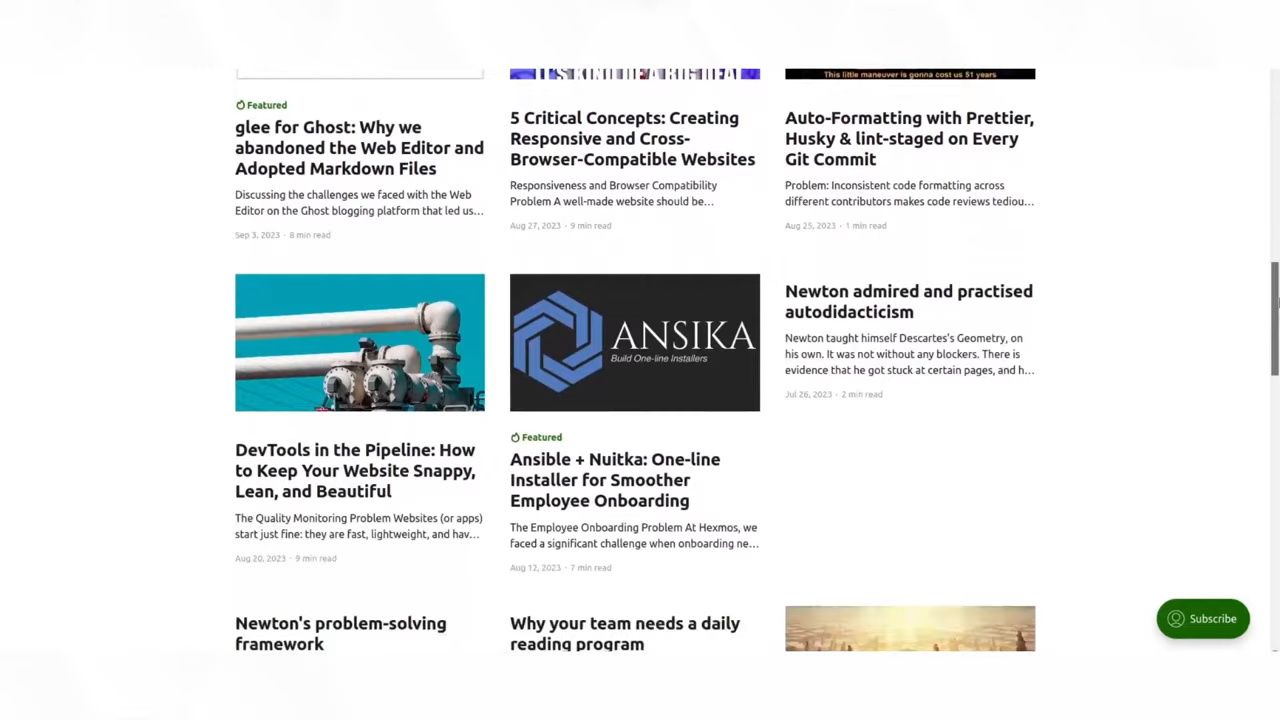 IT'S KIND OF A BIG DEAL
This little maneuver is gonna cost us 51 years
Featured
glee for Ghost: Why we
abandoned the Web Editor and
Adopted Markdown Files
Discussing the challenges we faced with the Web
Editor on the Ghost blogging platform that led us...
Sep 3, 2023 · 8 min read
5 Critical Concepts: Creating
Responsive and Cross-
Browser-Compatible Websites
Responsiveness and Browser Compatibility
Problem A well-made website should be...
Aug 27, 2023 · 9 min read
Auto-Formatting with Prettier,
Husky & lint-staged on Every
Git Commit
Problem: Inconsistent code formatting across
different contributors makes code reviews tediou...
Aug 25, 2023 · 1 min read
DevTools in the Pipeline: How
to Keep Your Website Snappy,
Lean, and Beautiful
The Quality Monitoring Problem Websites (or apps)
start just fine: they are fast, lightweight, and hav...
Aug 20, 2023 · 9 min read
ANSIKA
Build One-line Installers
Featured
Ansible + Nuitka: One-line
Installer for Smoother
Employee Onboarding
The Employee Onboarding Problem At Hexmos, we
faced a significant challenge when onboarding ne...
Aug 12, 2023 · 7 min read
Newton admired and practised
autodidacticism
Newton taught himself Descartes's Geometry, on
his own. It was not without any blockers. There is
evidence that he got stuck at certain pages, and h...
Jul 26, 2023 · 2 min read
Newton's problem-solving
framework
Why your team needs a daily
reading program
Subscribe